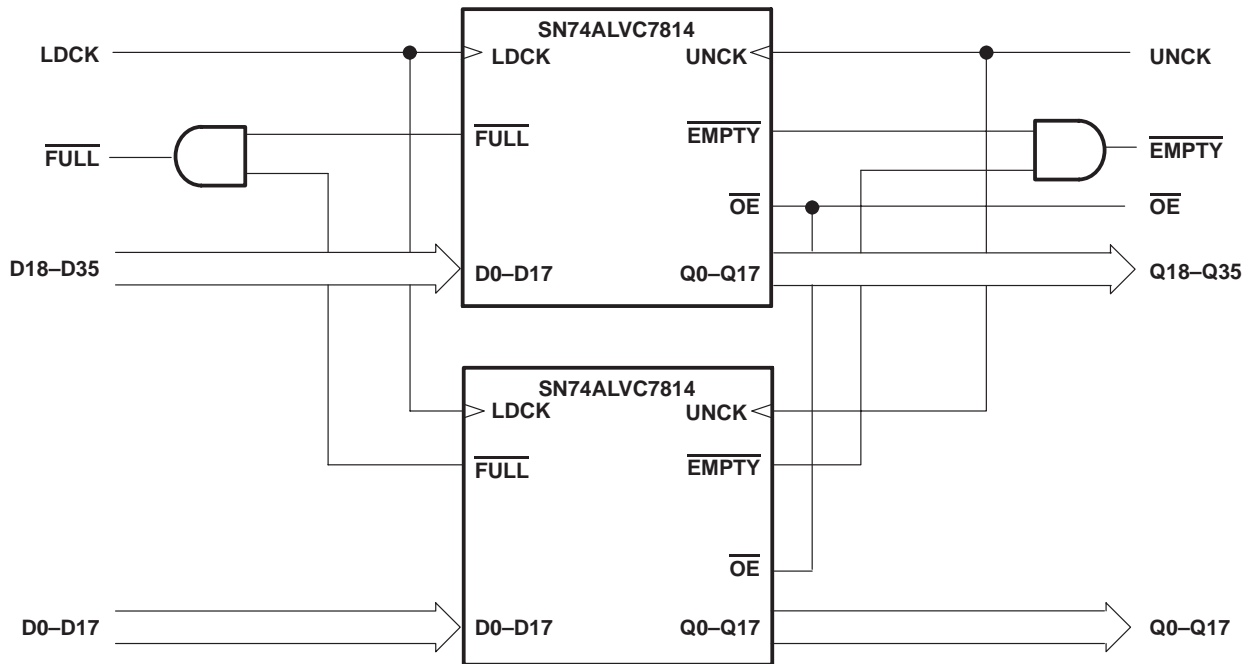 SN74ALVC7814
LDCK
LDCK
UNCK
UNCK
FULL
FULL
EMPTY
EMPTY
OE
OE
D18–D35
D0–D17
Q0–Q17
Q18–Q35
SN74ALVC7814
LDCK
UNCK
FULL
EMPTY
OE
D0–D17
D0–D17
Q0–Q17
Q0–Q17